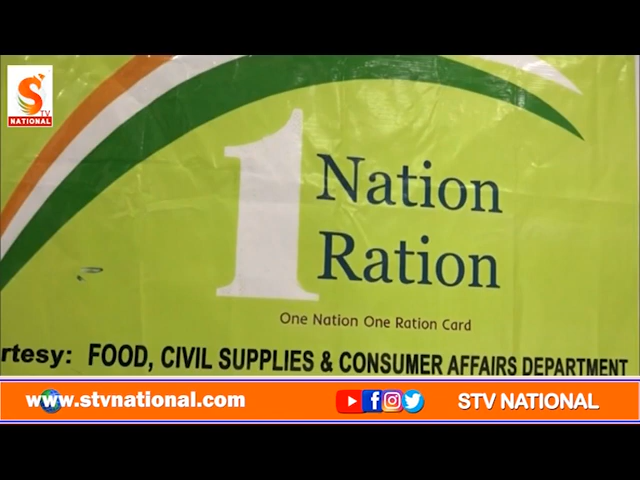 S
TV
NATIONAL
1 Nation
Ration
One Nation One Ration Card
rtesy: FOOD, CIVIL SUPPLIES & CONSUMER AFFAIRS DEPARTMENT
www.stvnational.com
STV NATIONAL